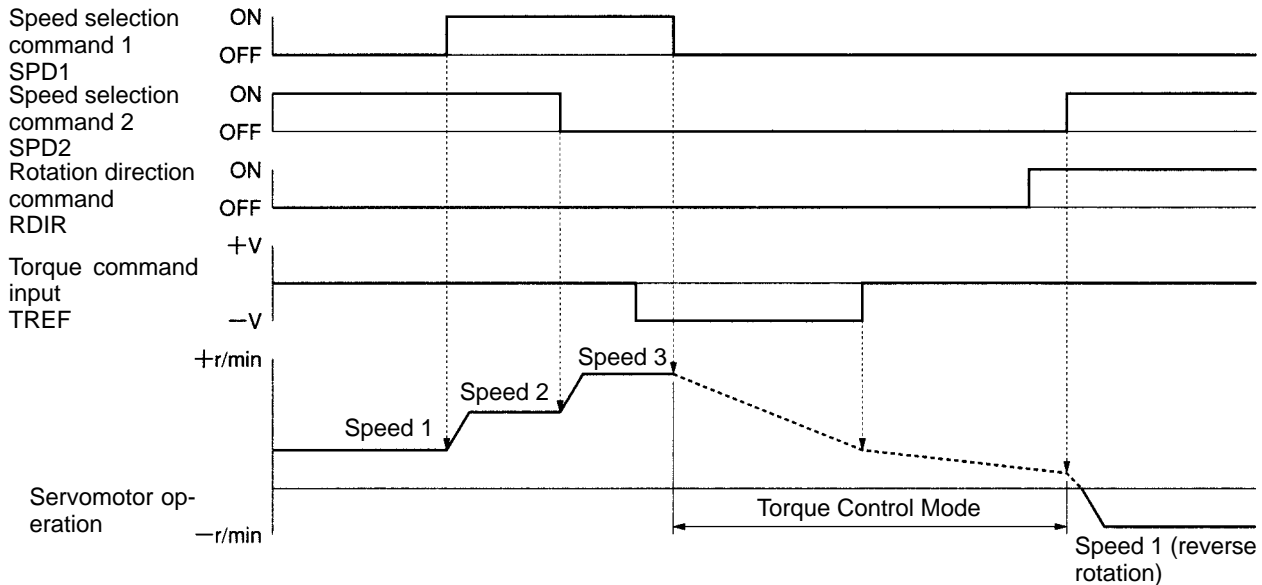 Speed selection
command 1
SPD1
ON
OFF
Speed selection
command 2
SPD2
ON
OFF
Rotation direction
command
RDIR
ON
OFF
Torque command
input
TREF
+V
−V
+r/min
Speed 1
Speed 2
Speed 3
Servomotor op-
eration
−r/min
Torque Control Mode
Speed 1 (reverse
rotation)